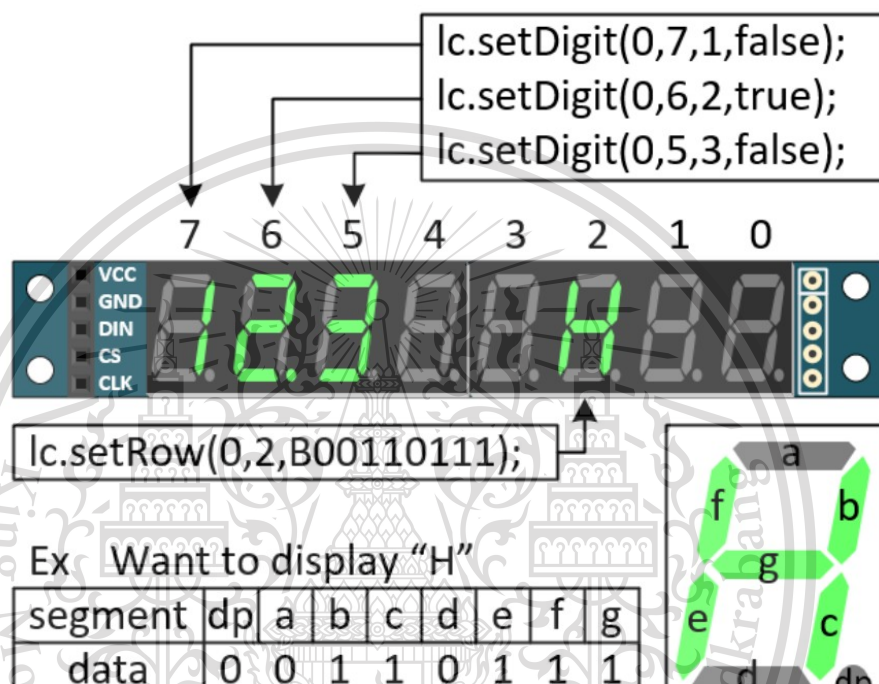 lc.setDigit(0,7,1,false);
lc.setDigit(0,6,2,true);
lc.setDigit(0,5,3,false);
7 6 5 4 3 2 1 0
VCC
GND
DIN
CS
CLK
12.3 H
lc.setRow(0,2,B00110111);
Ex Want to display “H”
segment dp a b c d e f g
data 0 0 1 1 0 1 1 1
a
f b
g
e c
d dp